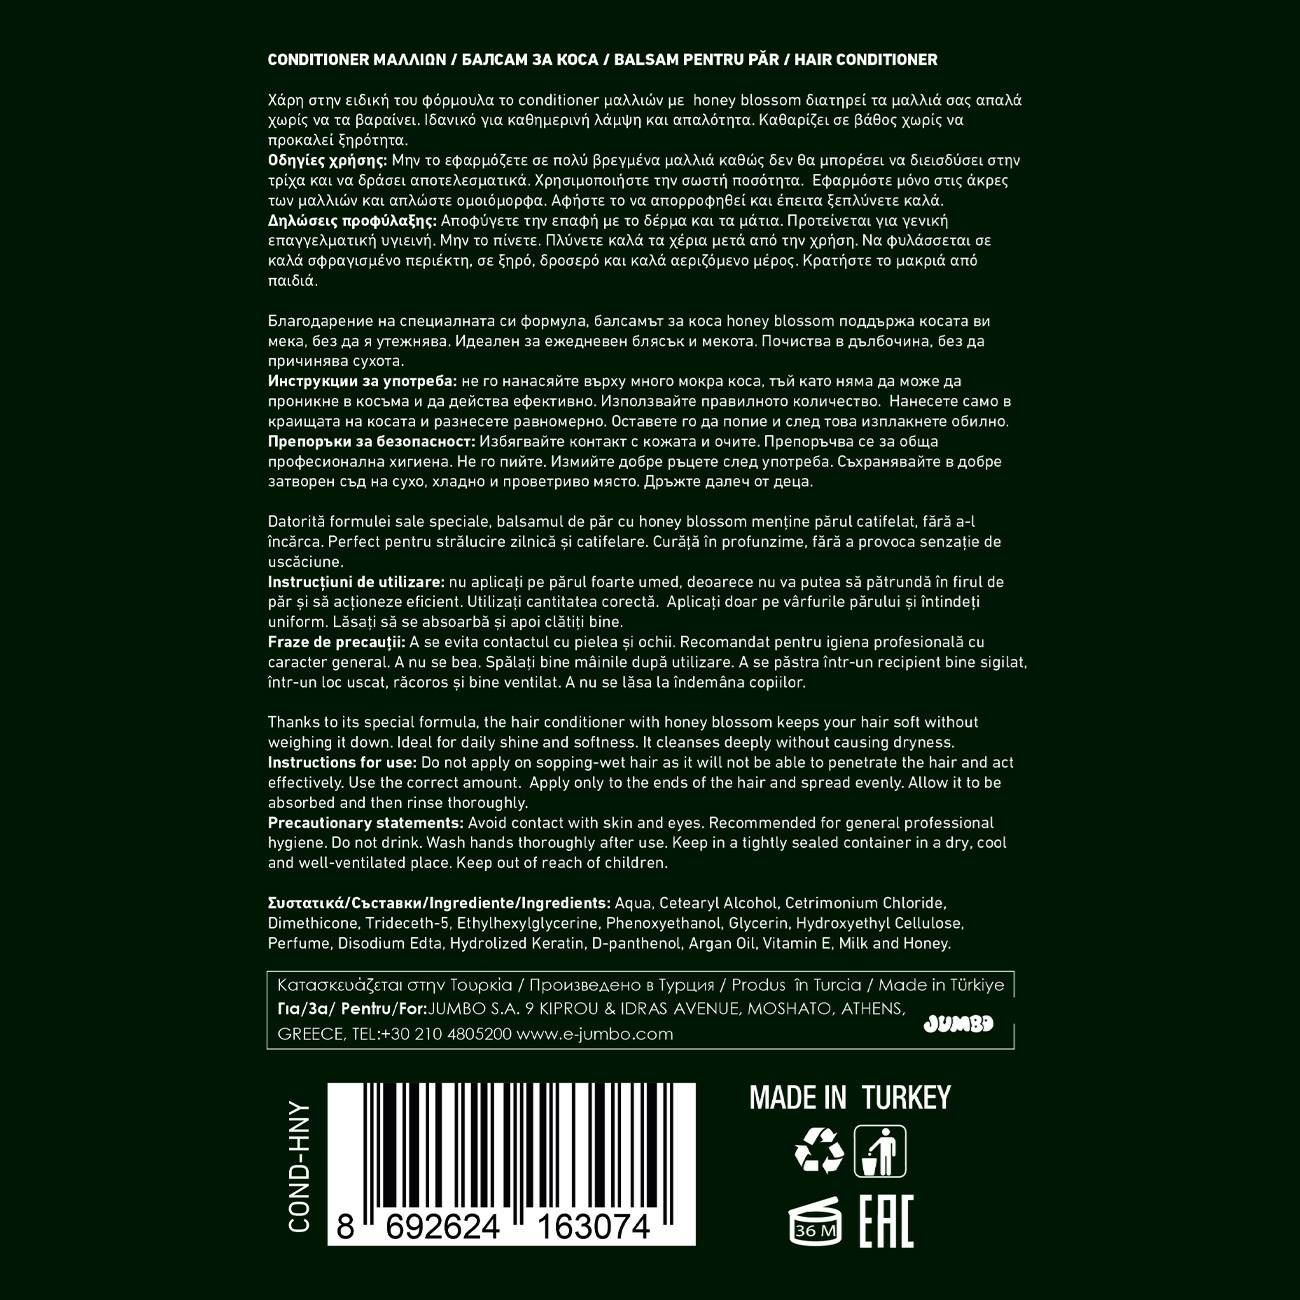 CONDITIONER ΜΑΛΛΙΩΝ / БАЛСАМ ЗА КОСА / BALSAM PENTRU PĂR / HAIR CONDITIONER
Χάρη στην ειδική του φόρμουλα το conditioner μαλλιών με  honey blossom διατηρεί τα μαλλιά σας απαλά
χωρίς να τα βαραίνει. Ιδανικό για καθημερινή λάμψη και απαλότητα. Καθαρίζει σε βάθος χωρίς να
προκαλεί ξηρότητα.
Οδηγίες χρήσης: Μην το εφαρμόζετε σε πολύ βρεγμένα μαλλιά καθώς δεν θα μπορέσει να διεισδύσει στην
τρίχα και να δράσει αποτελεσματικά. Χρησιμοποιήστε την σωστή ποσότητα.  Εφαρμόστε μόνο στις άκρες
των μαλλιών και απλώστε ομοιόμορφα. Αφήστε το να απορροφηθεί και έπειτα ξεπλύνετε καλά.
Δηλώσεις προφύλαξης: Αποφύγετε την επαφή με το δέρμα και τα μάτια. Προτείνεται για γενική
επαγγελματική υγιεινή. Μην το πίνετε. Πλύνετε καλά τα χέρια μετά από την χρήση. Να φυλάσσεται σε
καλά σφραγισμένο περιέκτη, σε ξηρό, δροσερό και καλά αεριζόμενο μέρος. Κρατήστε το μακριά από
παιδιά.
Благодарение на специалната си формула, балсамът за коса honey blossom поддържа косата ви
мека, без да я утежнява. Идеален за ежедневен блясък и мекота. Почиства в дълбочина, без да
причинява сухота.
Инструкции за употреба: не го нанасяйте върху много мокра коса, тъй като няма да може да
проникне в косъма и да действа ефективно. Използвайте правилното количество.  Нанесете само в
краищата на косата и разнесете равномерно. Оставете го да попие и след това изплакнете обилно.
Препоръки за безопасност: Избягвайте контакт с кожата и очите. Препоръчва се за обща
професионална хигиена. Не го пийте. Измийте добре ръцете след употреба. Съхранявайте в добре
затворен съд на сухо, хладно и проветриво място. Дръжте далеч от деца.
Datorită formulei sale speciale, balsamul de păr cu honey blossom menține părul catifelat, fără a-l
încărca. Perfect pentru strălucire zilnică și catifelare. Curăță în profunzime, fără a provoca senzație de
uscăciune.
Instrucțiuni de utilizare: nu aplicați pe părul foarte umed, deoarece nu va putea să pătrundă în firul de
păr și să acționeze eficient. Utilizați cantitatea corectă.  Aplicați doar pe vârfurile părului și întindeți
uniform. Lăsați să se absoarbă și apoi clătiți bine.
Fraze de precauții: A se evita contactul cu pielea și ochii. Recomandat pentru igiena profesională cu
caracter general. A nu se bea. Spălați bine mâinile după utilizare. A se păstra într-un recipient bine sigilat,
într-un loc uscat, răcoros și bine ventilat. A nu se lăsa la îndemâna copiilor.
Thanks to its special formula, the hair conditioner with honey blossom keeps your hair soft without
weighing it down. Ideal for daily shine and softness. It cleanses deeply without causing dryness.
Instructions for use: Do not apply on sopping-wet hair as it will not be able to penetrate the hair and act
effectively. Use the correct amount.  Apply only to the ends of the hair and spread evenly. Allow it to be
absorbed and then rinse thoroughly.
Precautionary statements: Avoid contact with skin and eyes. Recommended for general professional
hygiene. Do not drink. Wash hands thoroughly after use. Keep in a tightly sealed container in a dry, cool
and well-ventilated place. Keep out of reach of children.
Συστατικά/Съставки/Ingrediente/Ingredients: Aqua, Cetearyl Alcohol, Cetrimonium Chloride,
Dimethicone, Trideceth-5, Ethylhexylglycerine, Phenoxyethanol, Glycerin, Hydroxyethyl Cellulose,
Perfume, Disodium Edta, Hydrolized Keratin, D-panthenol, Argan Oil, Vitamin E, Milk and Honey.
Κατασκευάζεται στην Τουρκία / Произведено в Турция / Produs  în Turcia / Made in Türkiye
Για/За/ Pentru/For:JUMBO S.A. 9 KIPROU & IDRAS AVENUE, MOSHATO, ATHENS,
GREECE, TEL:+30 210 4805200 www.e-jumbo.com
JUMBO
COND-HNY
8 692624 163074
MADE IN TURKEY
36 M
EAC